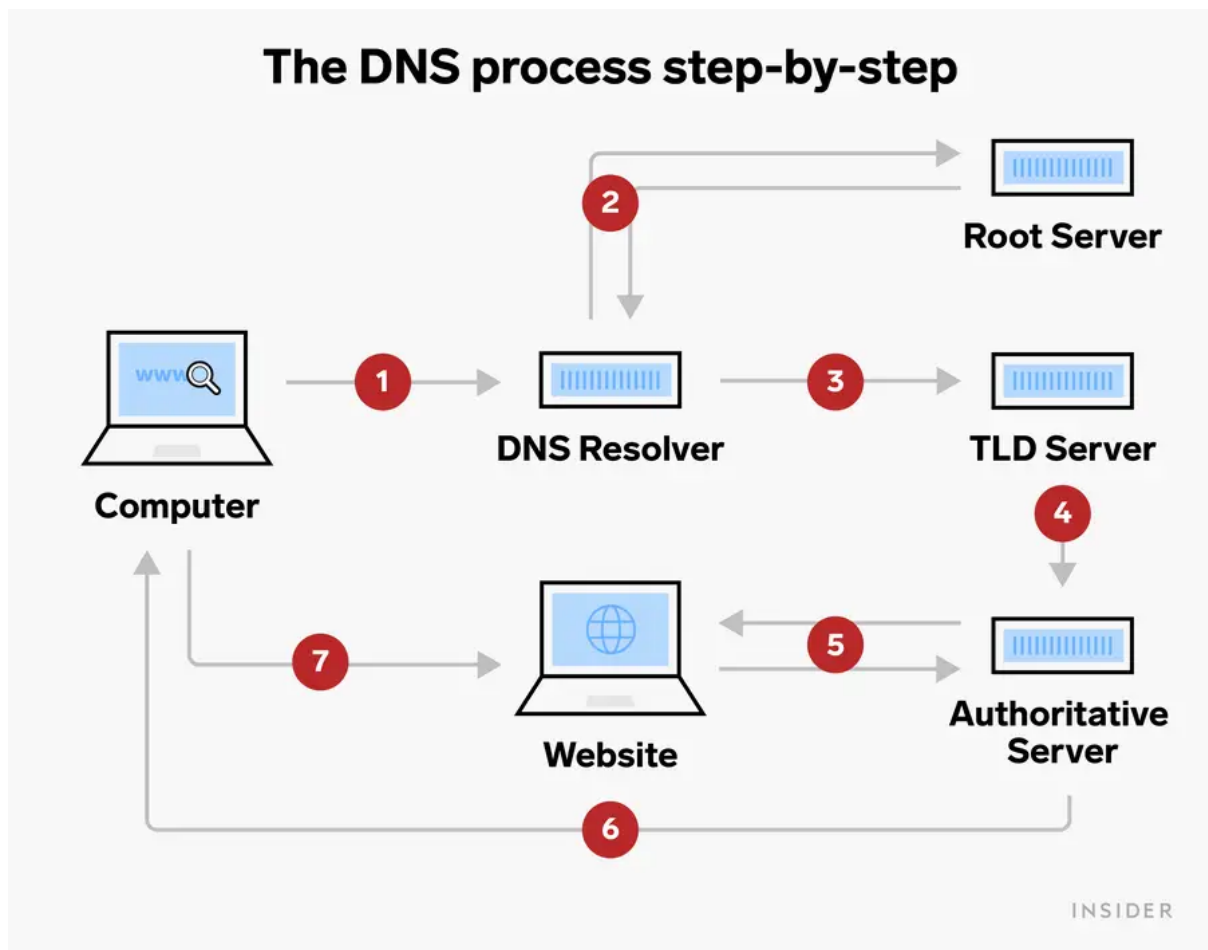 The DNS process step-by-step
2
Root Server
www
1
3
DNS Resolver
TLD Server
Computer
4
7
5
Website
Authoritative
Server
6
INSIDER